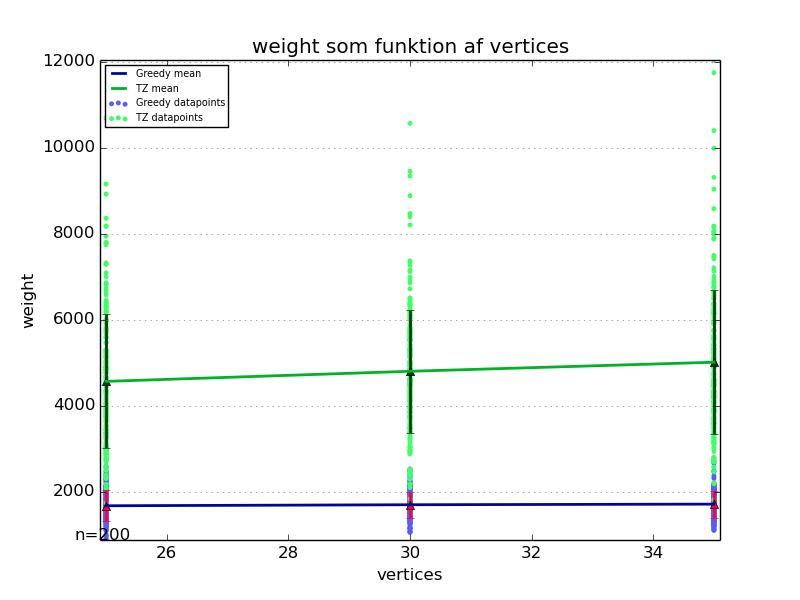 weight som funktion af vertices
12000
10000
8000
6000
4000
2000
weight
Greedy mean
TZ mean
Greedy datapoints
TZ datapoints
n=200
26 28 30 32 34
vertices